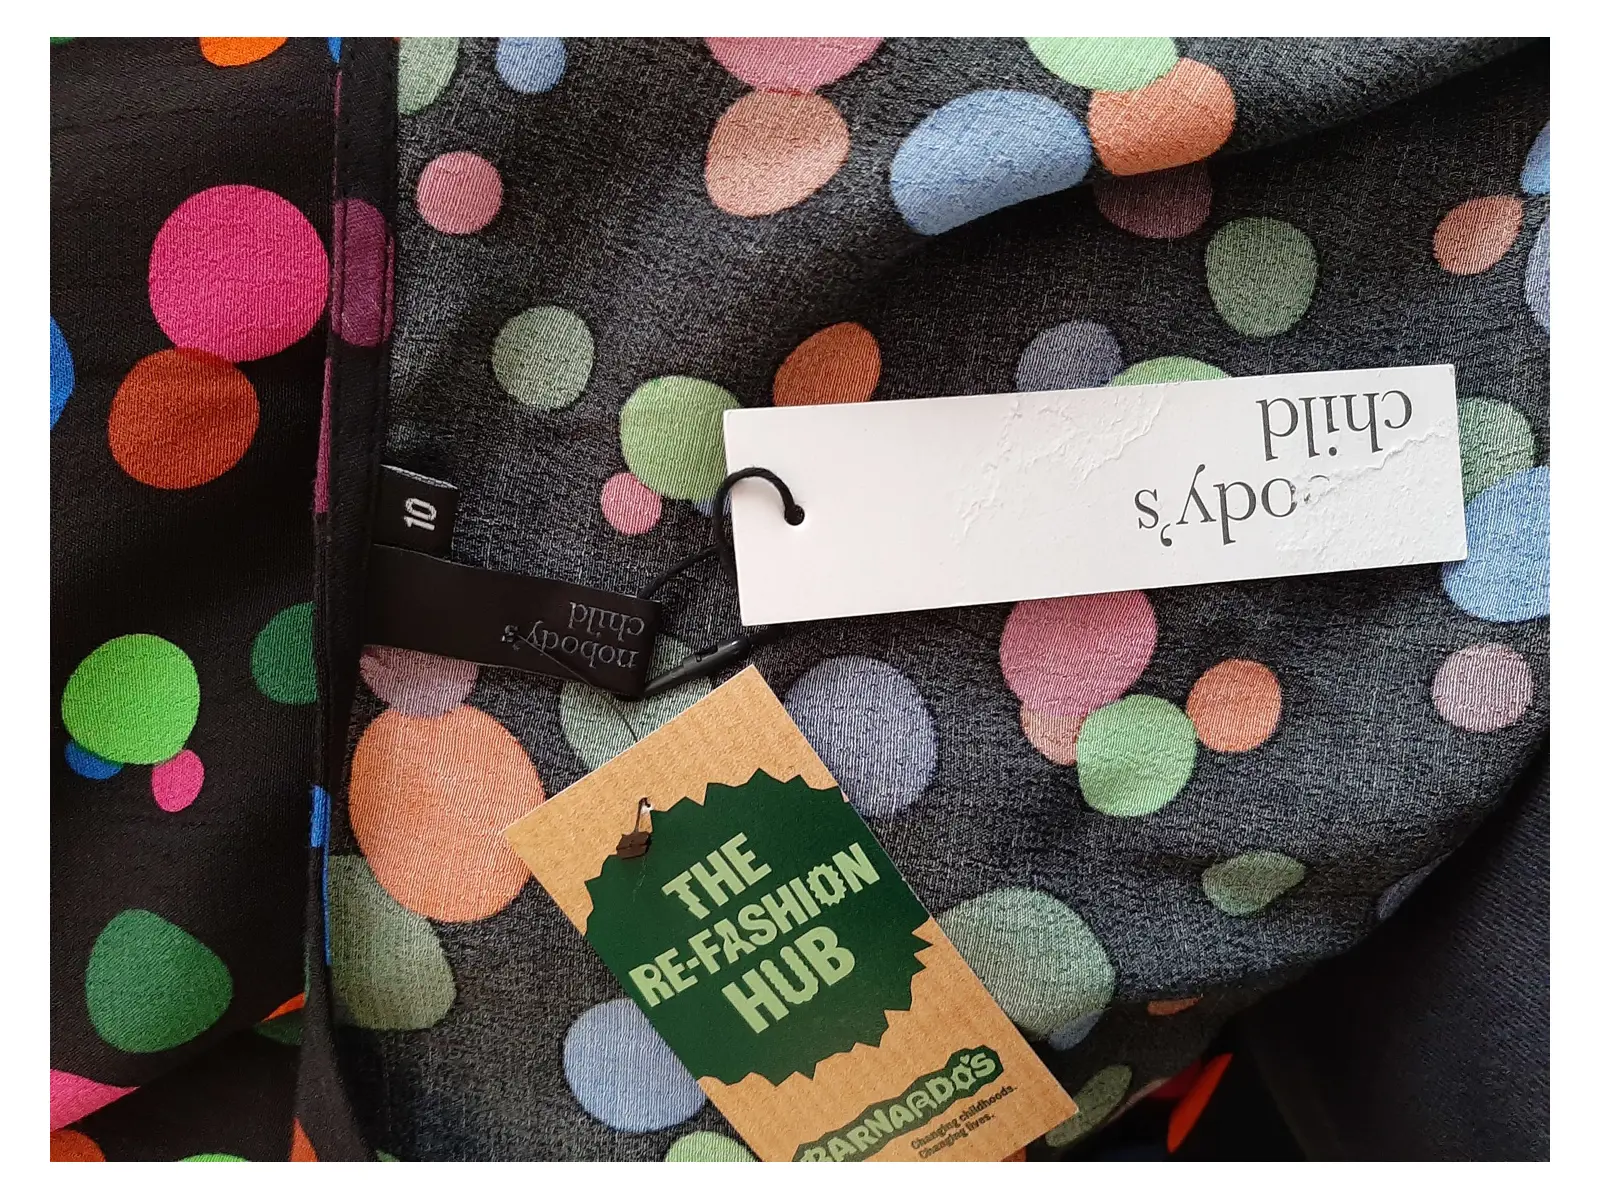 child
ody's
10
nobody's
child
THE
RE-FASHION
HUB
BARNARDO'S
Changing childhoods.
Changing lives.